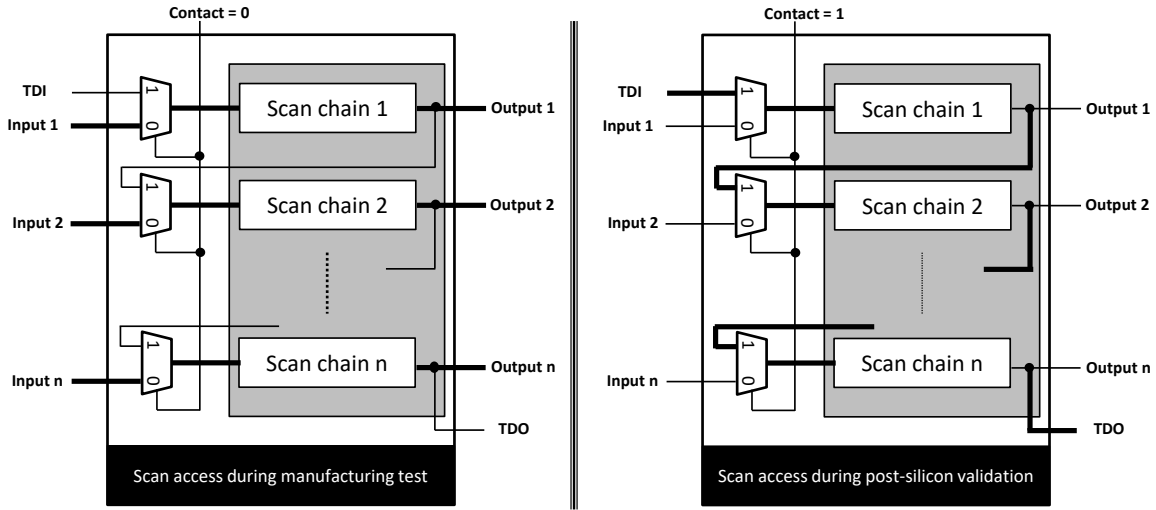 Contact = 0
TDI
1
0
Input 1
Scan chain 1
Output 1
1
0
Input 2
Scan chain 2
Output 2
1
0
Input n
Scan chain n
Output n
TDO
Scan access during manufacturing test
Contact = 1
TDI
1
0
Input 1
Scan chain 1
Output 1
1
0
Input 2
Scan chain 2
Output 2
1
0
Input n
Scan chain n
Output n
TDO
Scan access during post-silicon validation